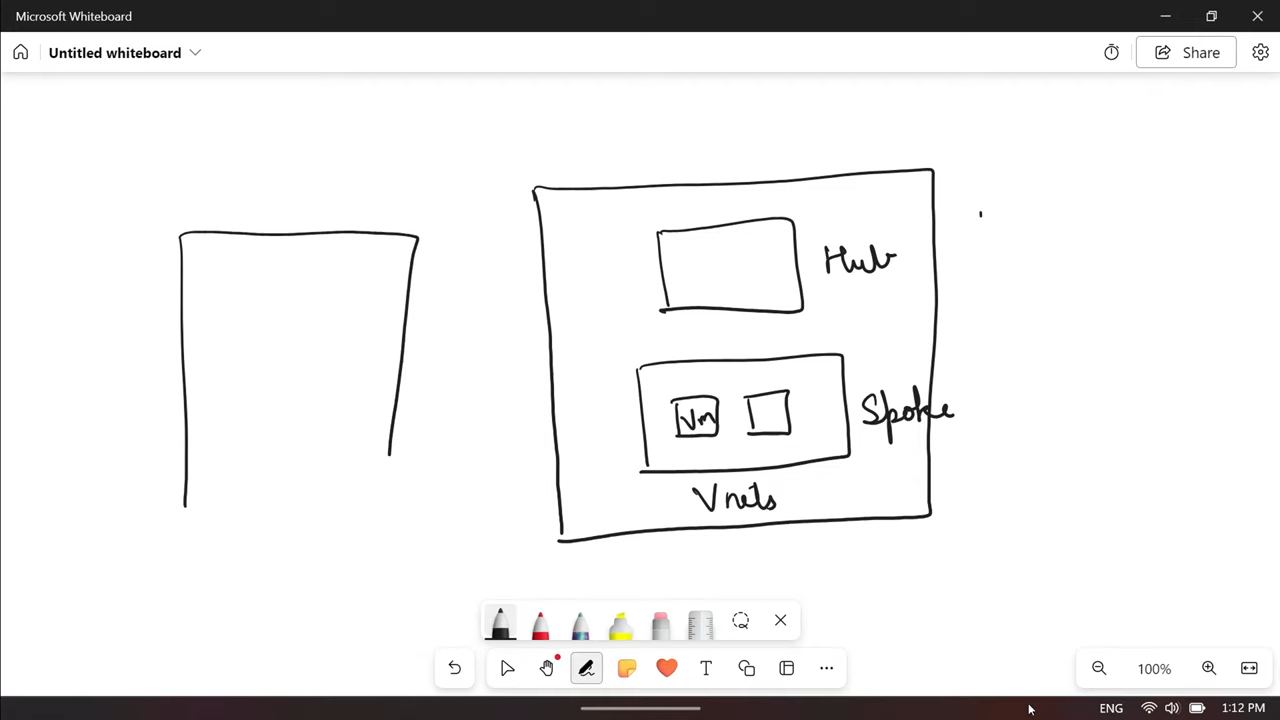 Microsoft Whiteboard
Untitled whiteboard
Share
Hub
Vm
Spoke
Vnets
100%
ENG
1:12 PM